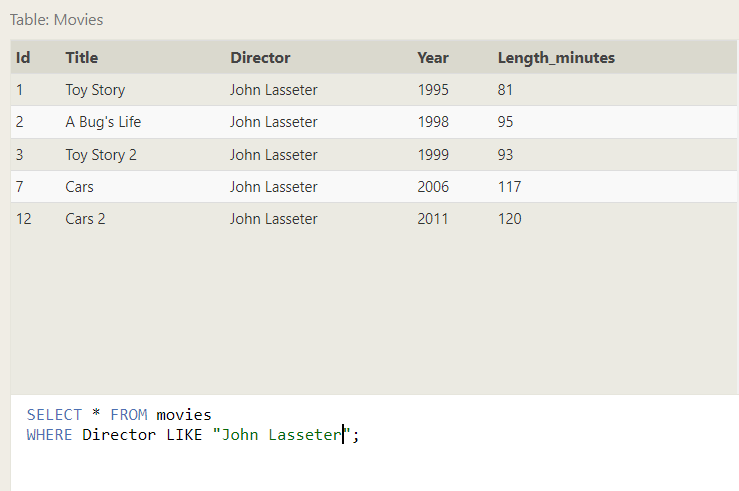 Table: Movies
Id Title Director Year Length_minutes
1 Toy Story John Lasseter 1995 81
2 A Bug's Life John Lasseter 1998 95
3 Toy Story 2 John Lasseter 1999 93
7 Cars John Lasseter 2006 117
12 Cars 2 John Lasseter 2011 120
SELECT * FROM movies
WHERE Director LIKE "John Lasseter";